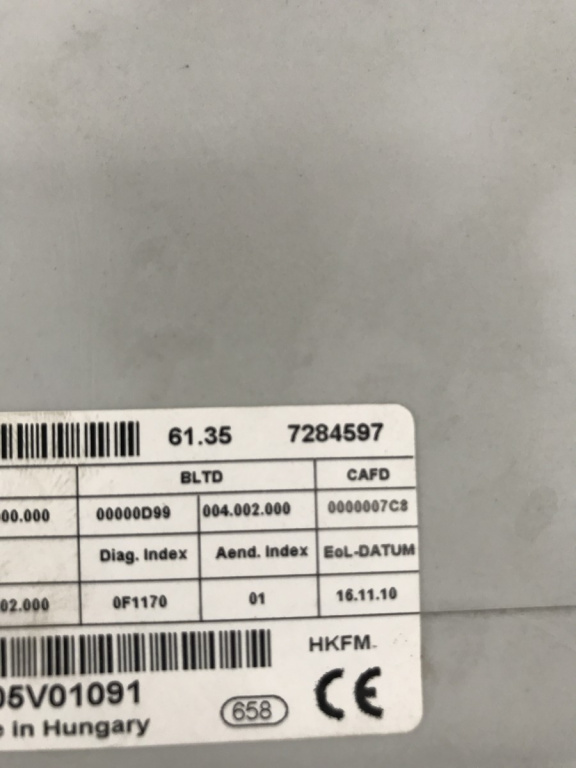 61.35 7284597
BLTD CAFD
00.000 00000D99 004.002.000 0000007C8
Diag. Index Aend. Index EoL-DATUM
02.000 0F1170 01 16.11.10
HKFM-
05V01091
e in Hungary 658 CE